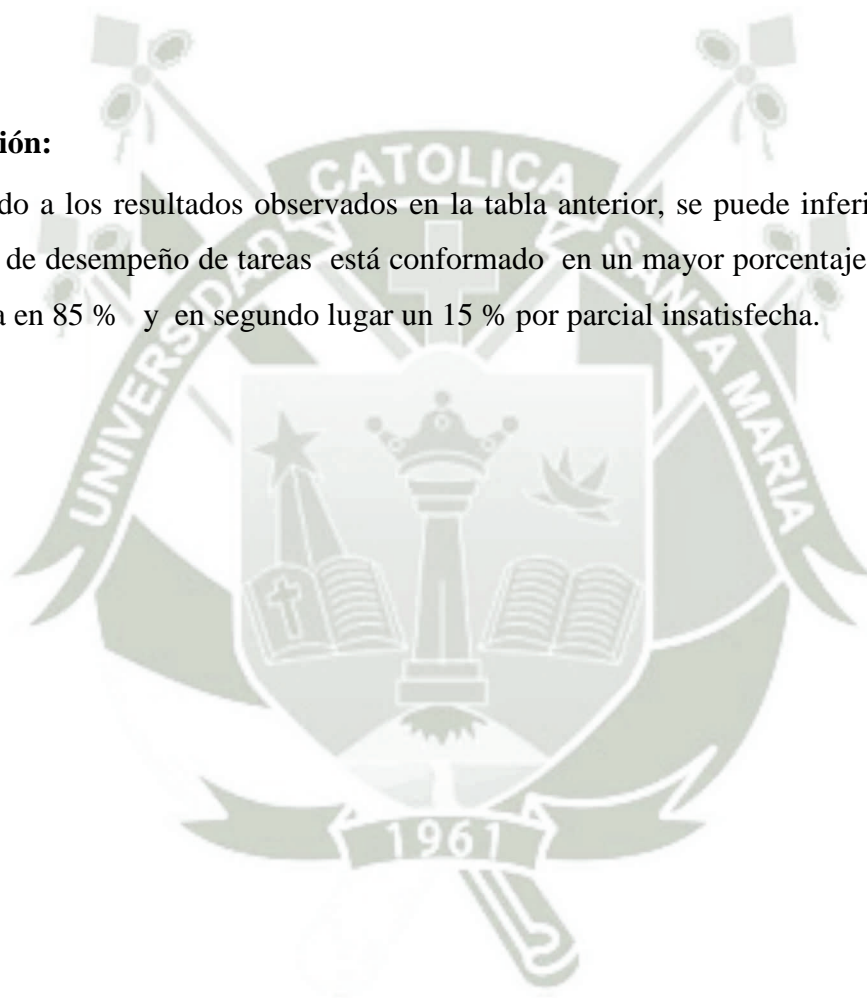 ión:
do a los resultados observados en la tabla anterior, se puede inferi
de desempeño de tareas está conformado en un mayor porcentaje
a en 85 % y en segundo lugar un 15 % por parcial insatisfecha.
UNIVERSIDAD CATOLICA SANTA MARIA
1961